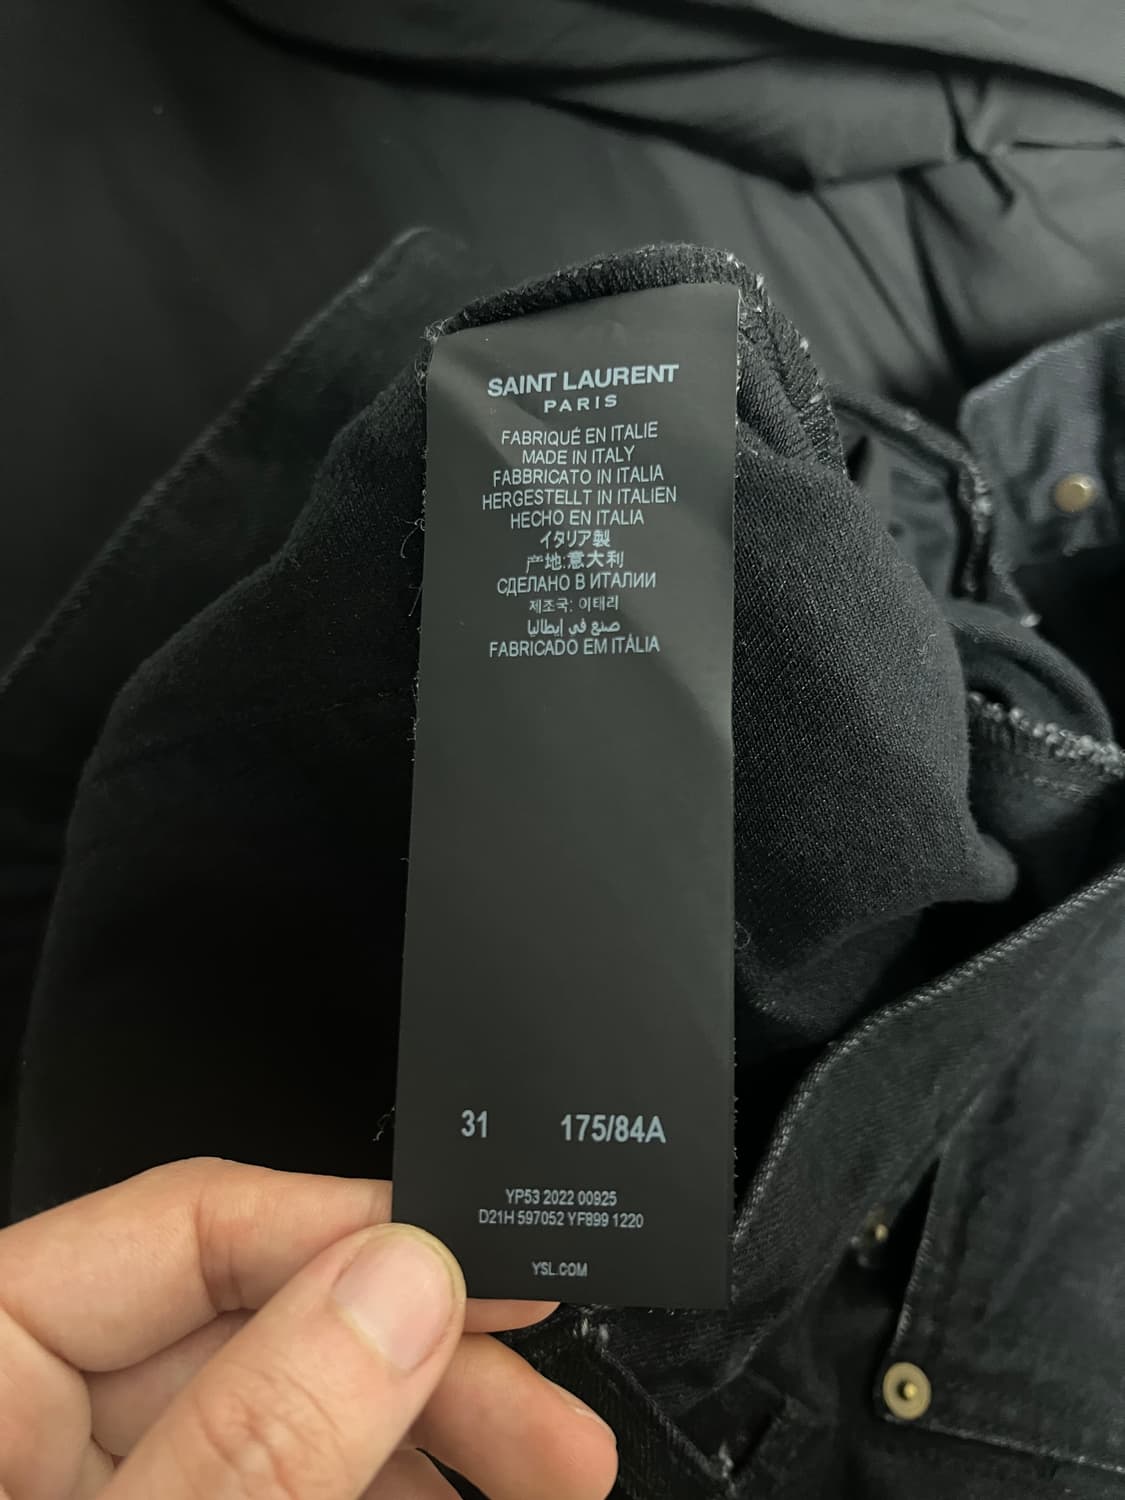 SAINT LAURENT
PARIS
FABRIQUÉ EN ITALIE
MADE IN ITALY
FABBRICATO IN ITALIA
HERGESTELLT IN ITALIEN
HECHO EN ITALIA
イタリア製
产地:意大利
СДЕЛАНО В ИТАЛИИ
제조국: 이태리
صنع في إيطاليا
FABRICADO EM ITÁLIA
31 175/84A
YP53 2022 00925
D21H 597052 YF899 1220
YSL.COM